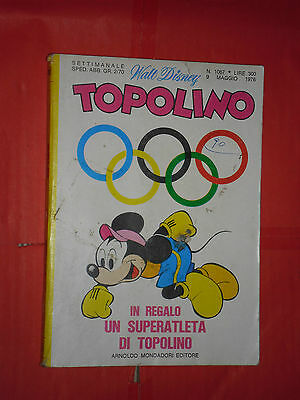 SETTIMANALE
SPED. ABB. GR. 2/70
Walt Disney
N. 1067 • LIRE 300
9 MAGGIO - 1976
TOPOLINO
IN REGALO
UN SUPERATLETA
DI TOPOLINO
ARNOLDO MONDADORI EDITORE